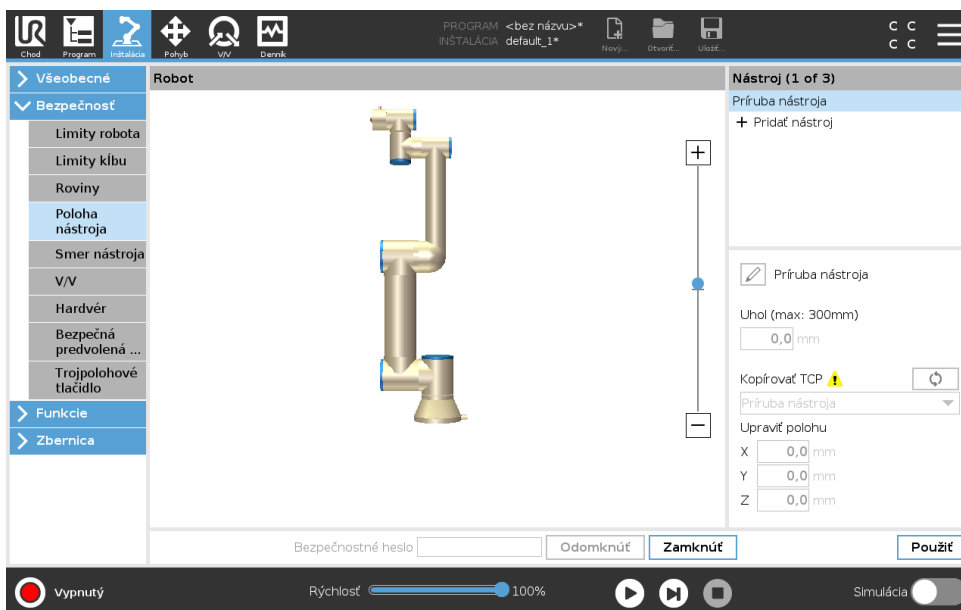 UR
PROGRAM <bez názvu>*
INŠTALÁCIA default_1*
Chod Program Inštalácia Pohyb V/V Denník
Nový... Otvoriť... Uložiť...
C C
C C
Všeobecné
Bezpečnosť
Limity robota
Limity kĺbu
Roviny
Poloha
nástroja
Smer nástroja
V/V
Hardvér
Bezpečná
predvolená ...
Trojpolohové
tlačidlo
Funkcie
Zbernica
Robot
Nástroj (1 of 3)
Príruba nástroja
+ Pridať nástroj
Príruba nástroja
Uhol (max: 300mm)
0,0 mm
Kopírovať TCP
Príruba nástroja
Upraviť polohu
X 0,0 mm
Y 0,0 mm
Z 0,0 mm
Bezpečnostné heslo Odomknúť Zamknúť Použiť
Vypnutý Rýchlosť 100% Simulácia